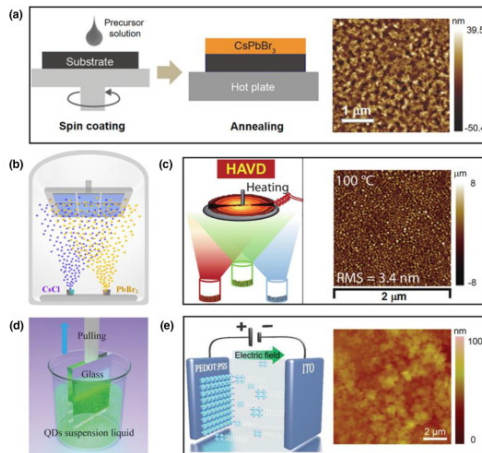 (a)
Precursor
solution
Substrate
Spin coating
CsPbBr3
Hot plate
Annealing
1 μm
nm
39.5
-50.4
(b)
CsCl
PbBr2
(c)
HAVD
Heating
100 °C
RMS = 3.4 nm
2 μm
μm
8
-8
(d)
Pulling
Glass
QDs suspension liquid
(e)
+ −
Electric field
PEDOT:PSS
ITO
2 μm
nm
100
0